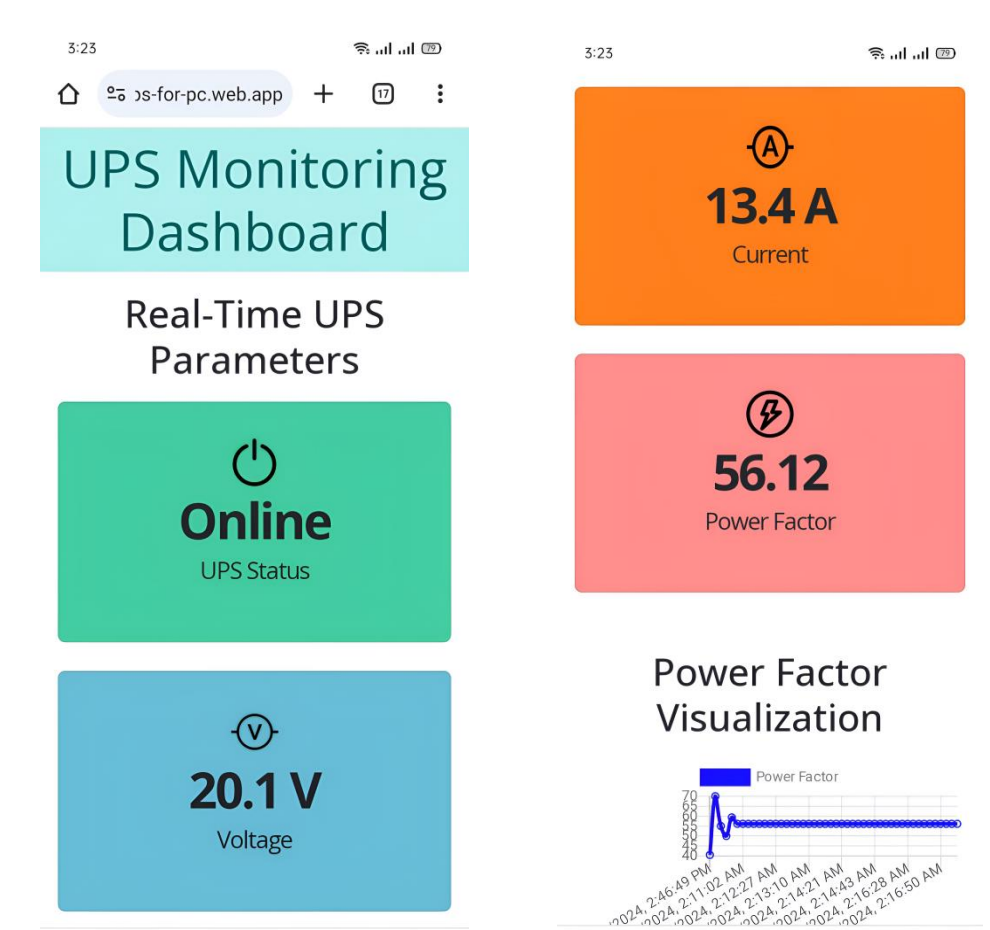 3:23
79
ɔs-for-pc.web.app
17
UPS Monitoring
Dashboard
Real-Time UPS
Parameters
Online
UPS Status
V
20.1 V
Voltage
3:23
79
A
13.4 A
Current
56.12
Power Factor
Power Factor
Visualization
Power Factor
70
65
60
55
50
45
40
2024, 2:46:49 PM
2024, 2:11:02 AM
2024, 2:12:27 AM
2024, 2:13:10 AM
2024, 2:14:21 AM
2024, 2:14:43 AM
2024, 2:16:28 AM
2024, 2:16:50 AM